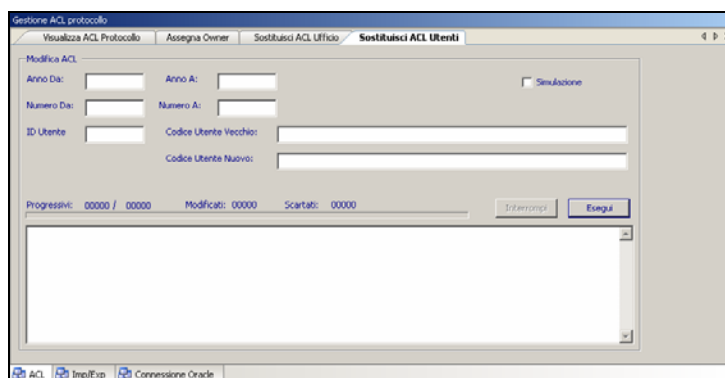 Gestione ACL protocollo
Visualizza ACL Protocollo Assegna Owner Sostituisci ACL Ufficio Sostituisci ACL Utenti
Modifica ACL
Anno Da: Anno A: Simulazione
Numero Da: Numero A:
ID Utente Codice Utente Vecchio:
Codice Utente Nuovo:
Progressivi: 00000 / 00000 Modificati: 00000 Scartati: 00000 Interrompi Esegui
ACL Imp/Exp Connessione Oracle